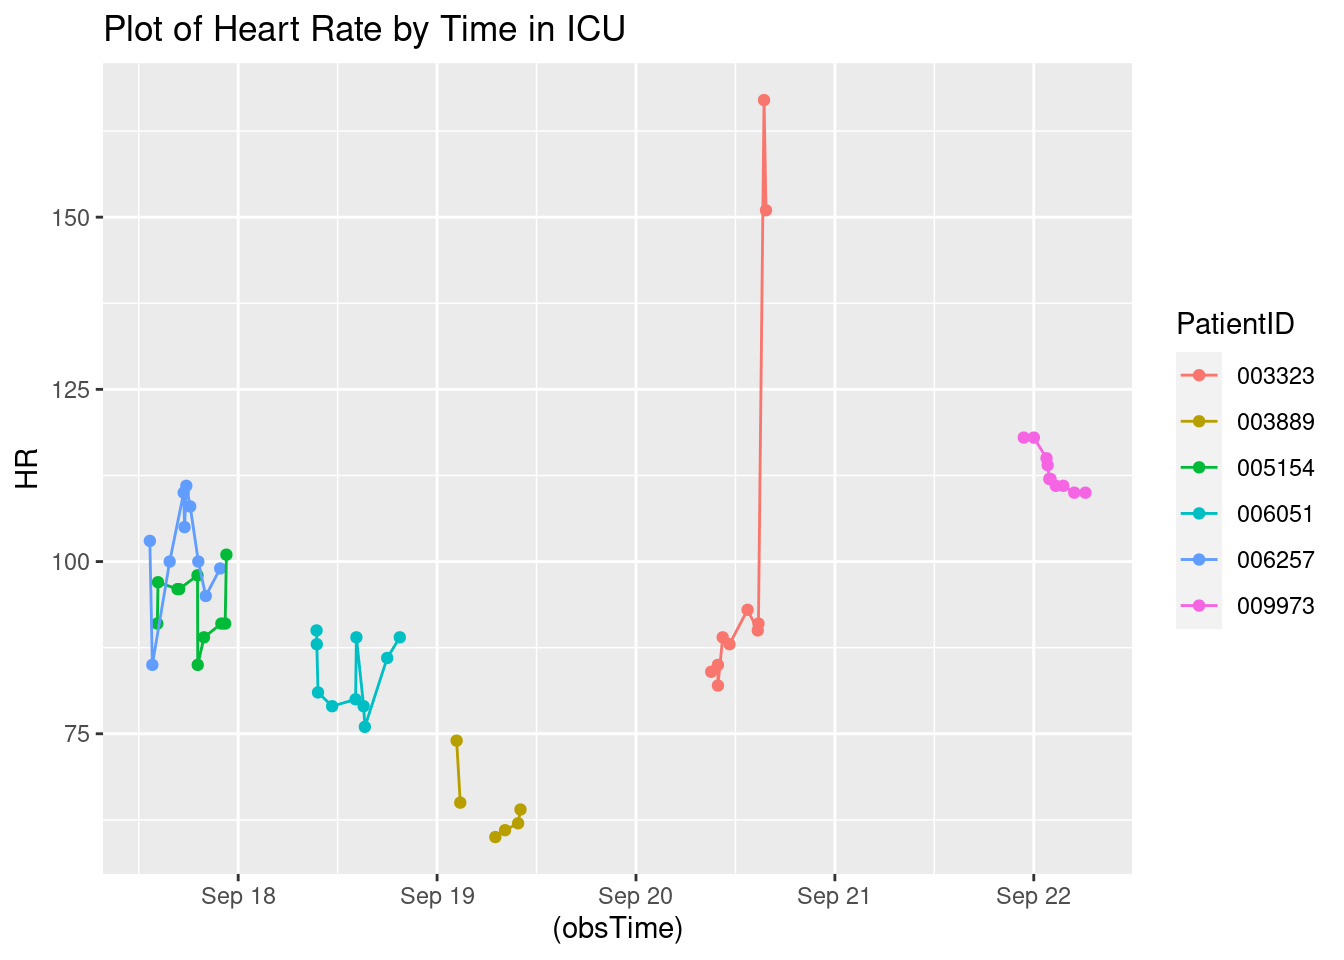 Plot of Heart Rate by Time in ICU
HR
150
125
100
75
Sep 18
Sep 19
Sep 20
Sep 21
Sep 22
(obsTime)
PatientID
003323
003889
005154
006051
006257
009973